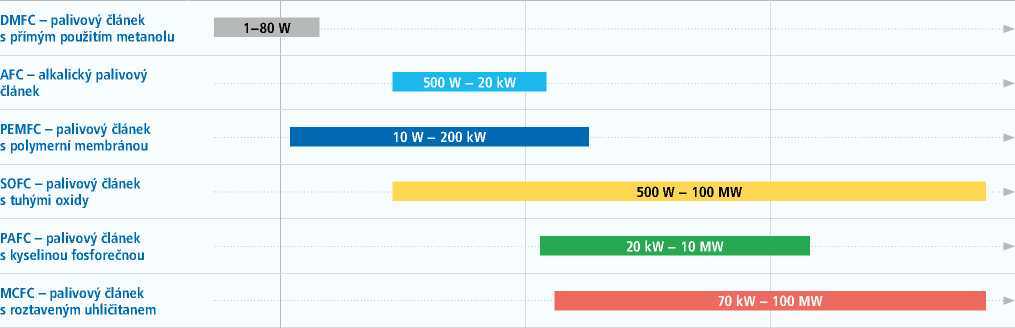 DMFC – palivový článek
s přímým použitím metanolu
1–80 W
AFC – alkalický palivový
článek
500 W – 20 kW
PEMFC – palivový článek
s polymerní membránou
10 W – 200 kW
SOFC – palivový článek
s tuhými oxidy
500 W – 100 MW
PAFC – palivový článek
s kyselinou fosforečnou
20 kW – 10 MW
MCFC – palivový článek
s roztaveným uhličitanem
70 kW – 100 MW